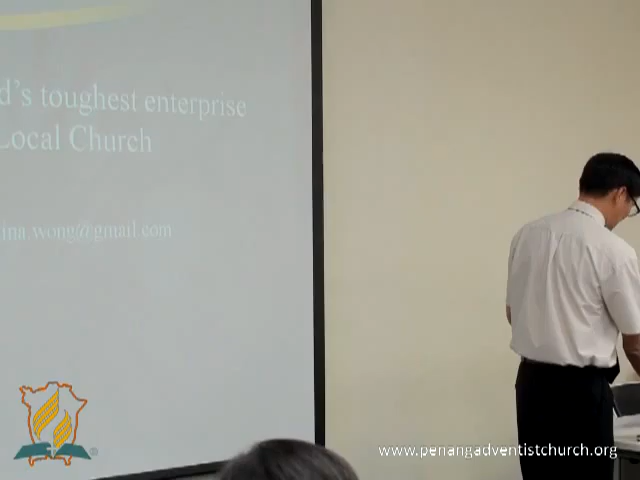 d's toughest enterprise
Local Church
ina.wong@gmail.com
www.penangadventistchurch.org